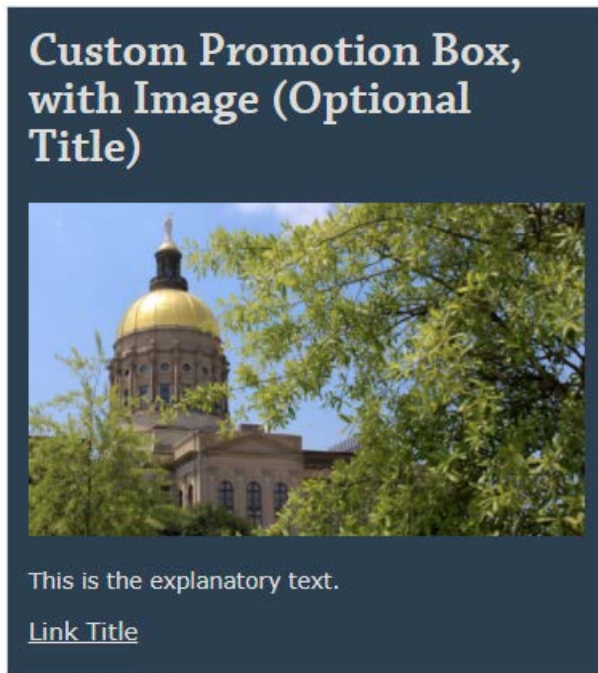 Custom Promotion Box,
with Image (Optional
Title)
This is the explanatory text.
Link Title